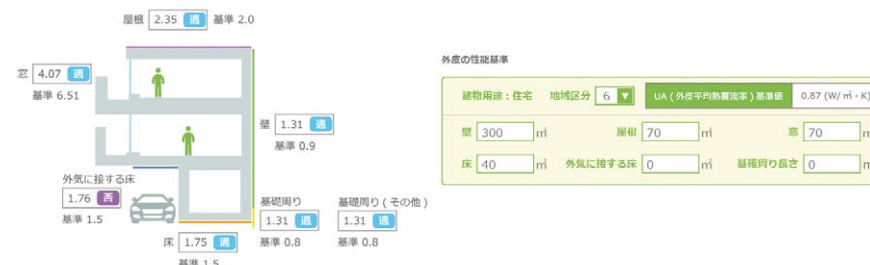 屋根 2.35 適 基準 2.0
窓 4.07 適
基準 6.51
壁 1.31 適
基準 0.9
外気に接する床
1.76 否
基準 1.5
基礎周り
1.31 適
基準 0.8
基礎周り ( その他 )
1.31 適
基準 0.8
床 1.75 適
基準 1.5
外皮の性能基準
建物用途：住宅 地域区分 6 ▼ UA ( 外皮平均熱貫流率 ) 基準値 0.87 (W/ ㎡・K)
壁 300 ㎡ 屋根 70 ㎡ 窓 70
床 40 ㎡ 外気に接する床 0 ㎡ 基礎周り長さ 0